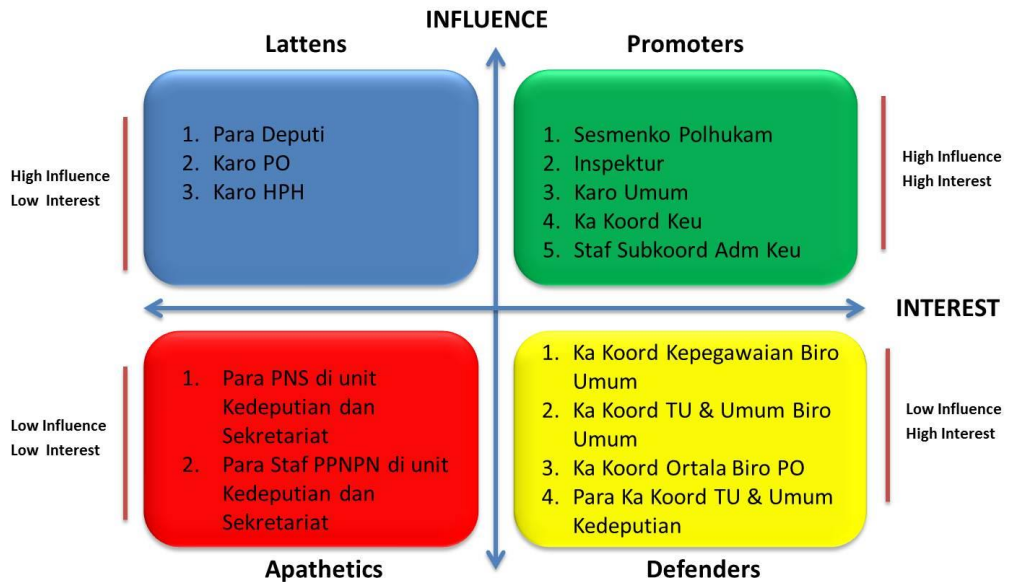 INFLUENCE
Lattens
Promoters
High Influence
Low Interest
1. Para Deputi
2. Karo PO
3. Karo HPH
1. Sesmenko Polhukam
2. Inspektur
3. Karo Umum
4. Ka Koord Keu
5. Staf Subkoord Adm Keu
High Influence
High Interest
INTEREST
Low Influence
Low Interest
1. Para PNS di unit
Kedeputian dan
Sekretariat
2. Para Staf PPNPN di unit
Kedeputian dan
Sekretariat
1. Ka Koord Kepegawaian Biro
Umum
2. Ka Koord TU & Umum Biro
Umum
3. Ka Koord Ortala Biro PO
4. Para Ka Koord TU & Umum
Kedeputian
Low Influence
High Interest
Apathetics
Defenders